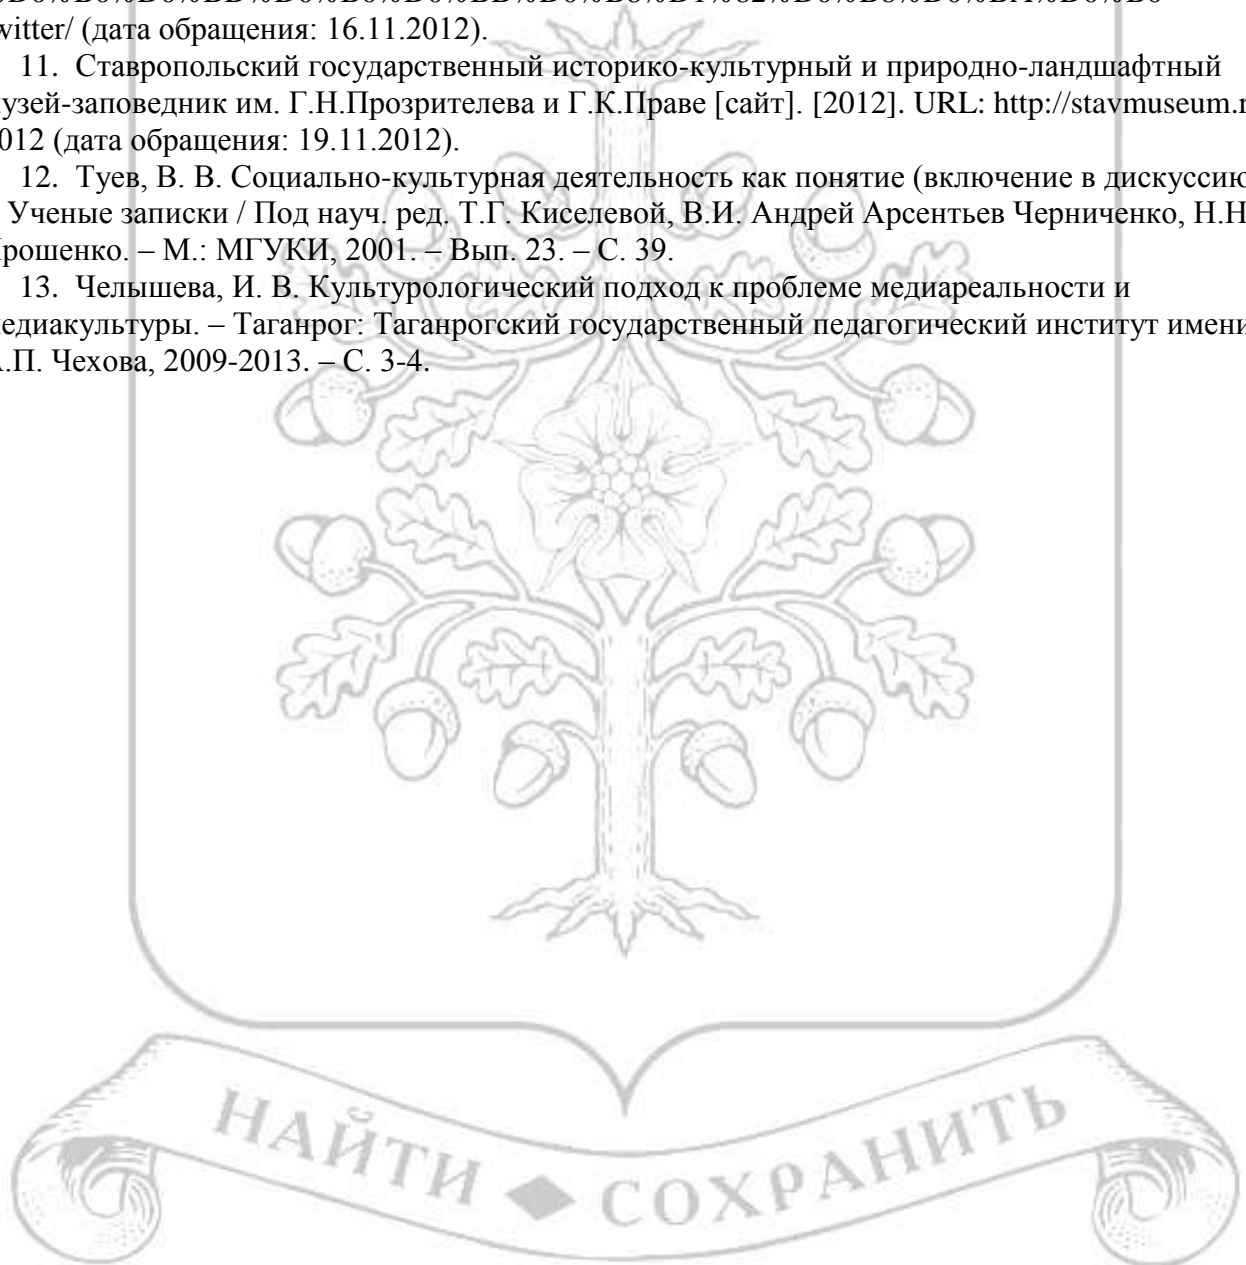 witter/ (дата обращения: 16.11.2012).
11. Ставропольский государственный историко-культурный и природно-ландшафтный
узей-заповедник им. Г.Н.Прозрителева и Г.К.Праве [сайт]. [2012]. URL: http://stavmuseum.r
012 (дата обращения: 19.11.2012).
12. Туев, В. В. Социально-культурная деятельность как понятие (включение в дискуссию
Ученые записки / Под науч. ред. Т.Г. Киселевой, В.И. Андрей Арсентьев Черниченко, Н.Н
рошенко. – М.: МГУКИ, 2001. – Вып. 23. – С. 39.
13. Челышева, И. В. Культурологический подход к проблеме медиареальности и
едиакультуры. – Таганрог: Таганрогский государственный педагогический институт имени
.П. Чехова, 2009-2013. – С. 3-4.
НАЙТИ ◆ СОХРАНИТЬ